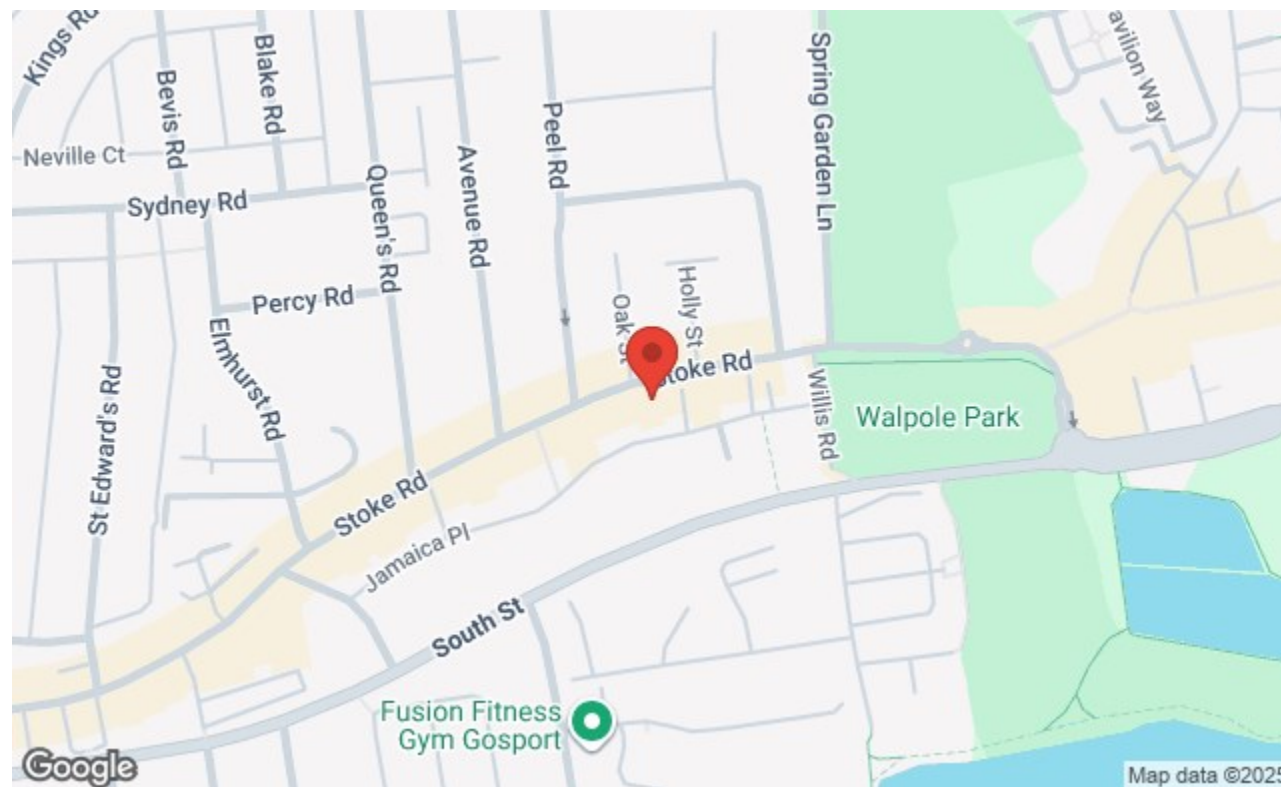 Kings Rd
Bevis Rd
Blake Rd
Neville Ct
Sydney Rd
Queen's Rd
Avenue Rd
Peel Rd
Spring Garden Ln
avilion Way
Percy Rd
Elmhurst Rd
Oak St
Holly St
Stoke Rd
Willis Rd
Walpole Park
St Edward's Rd
Stoke Rd
Jamaica Pl
South St
Fusion Fitness
Gym Gosport
Google
Map data ©2025